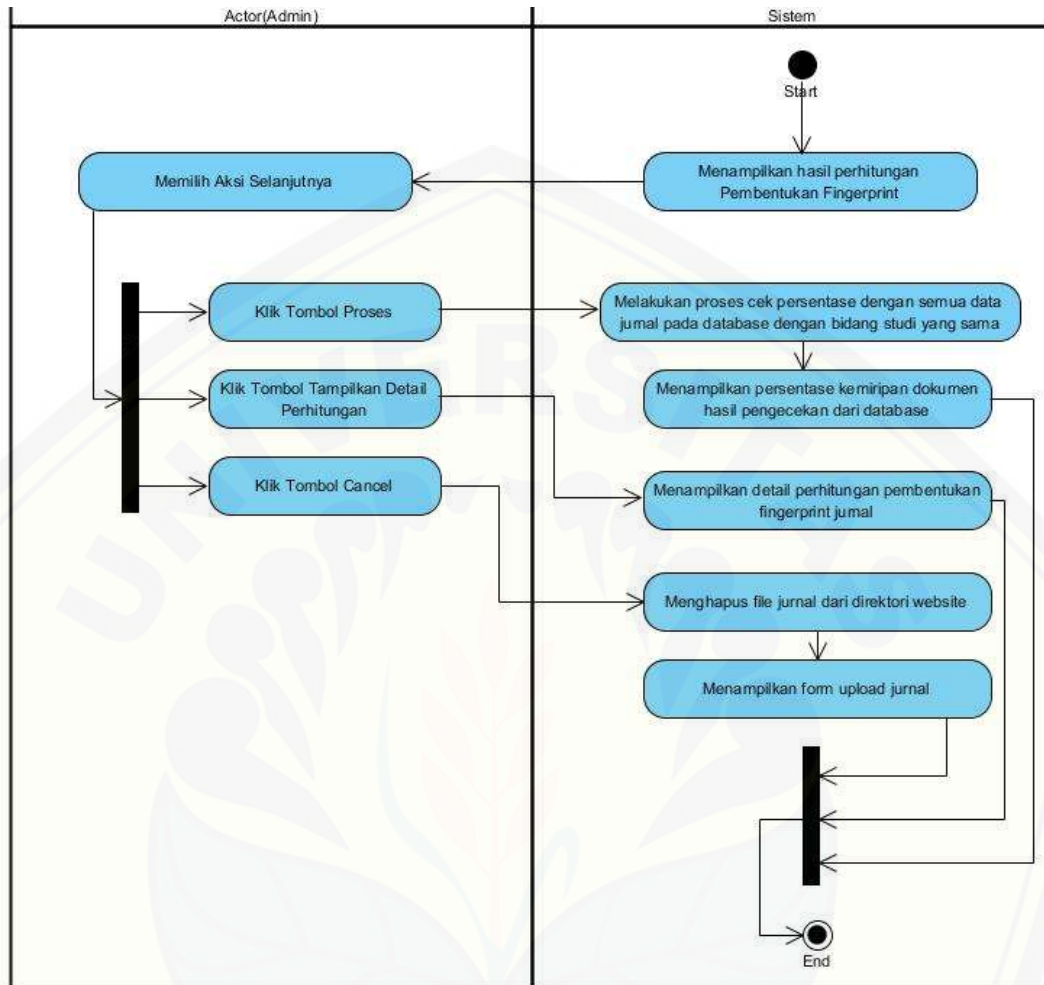 Actor(Admin)
Sistem
Start
Menampilkan hasil perhitungan
Pembentukan Fingerprint
Memilih Aksi Selanjutnya
Klik Tombol Proses
Melakukan proses cek persentase dengan semua data
jurnal pada database dengan bidang studi yang sama
Menampilkan persentase kemiripan dokumen
hasil pengecekan dari database
Klik Tombol Tampilkan Detail
Perhitungan
Menampilkan detail perhitungan pembentukan
fingerprint jurnal
Klik Tombol Cancel
Menghapus file jurnal dari direktori website
Menampilkan form upload jurnal
End
UNIVERSITAS